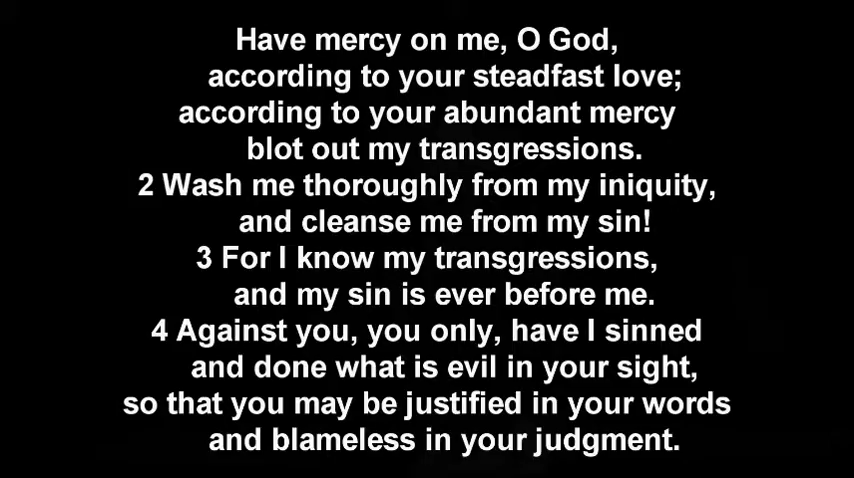 Have mercy on me, O God,
according to your steadfast love;
according to your abundant mercy
blot out my transgressions.
2 Wash me thoroughly from my iniquity,
and cleanse me from my sin!
3 For I know my transgressions,
and my sin is ever before me.
4 Against you, you only, have I sinned
and done what is evil in your sight,
so that you may be justified in your words
and blameless in your judgment.